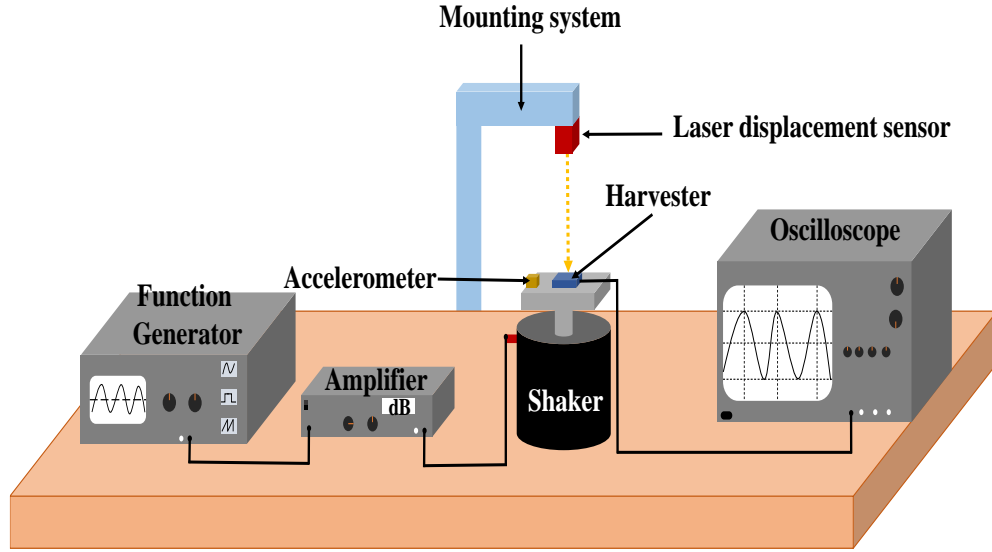 Mounting system
Laser displacement sensor
Harvester
Oscilloscope
Accelerometer
Function
Generator
Amplifier
dB
Shaker